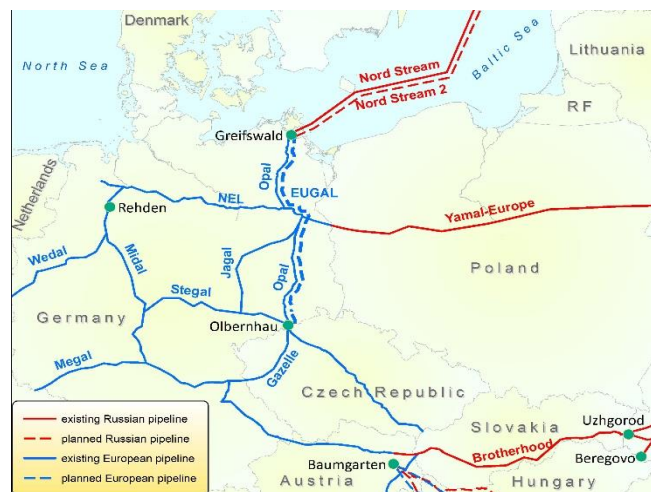 Denmark
North Sea
Baltic Sea
Lithuania
RF
Nord Stream
Nord Stream 2
Greifswald
Netherlands
Opal
EUGAL
NEL
Rehden
Yamal-Europe
Wedal
Midal
Jagal
Opal
Poland
Stegal
Germany
Olbernhau
Megal
Gazelle
Czech Republic
Slovakia
Uzhgorod
Brotherhood
Beregovo
Baumgarten
Hungary
Austria
existing Russian pipeline
planned Russian pipeline
existing European pipeline
planned European pipeline